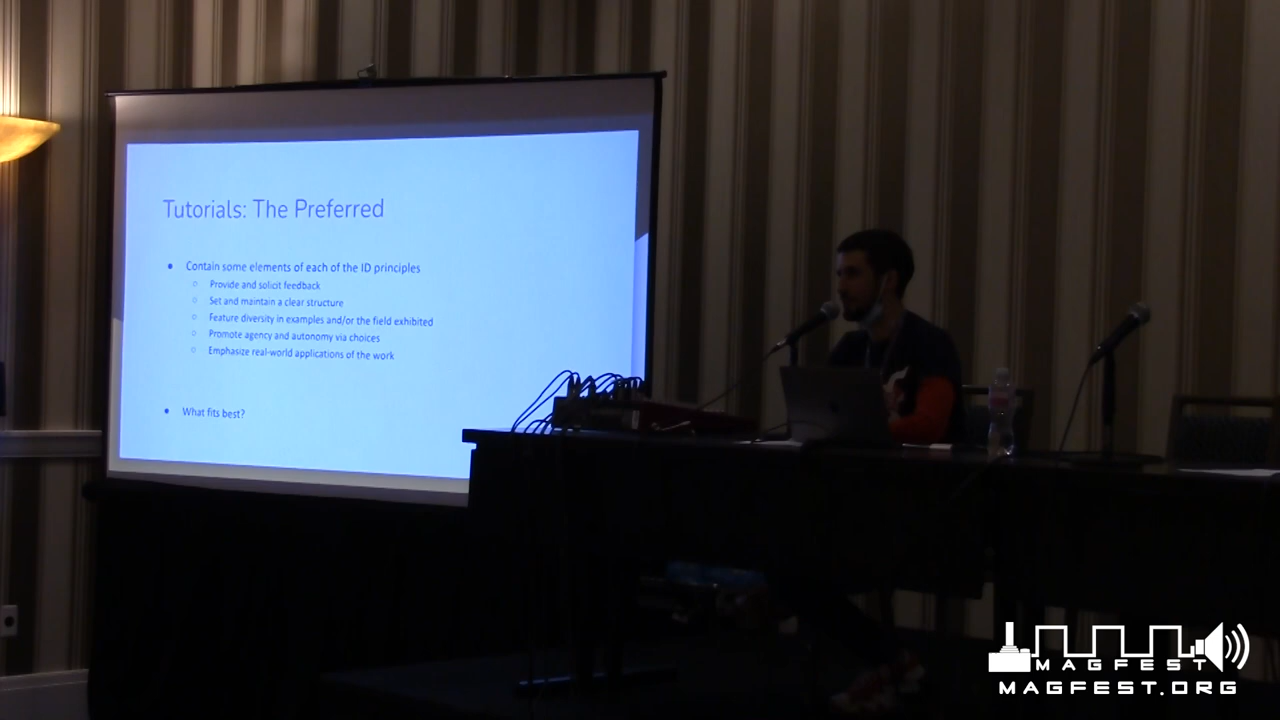 Tutorials: The Preferred
● Contain some elements of each of the ID principles
○ Provide and solicit feedback
○ Set and maintain a clear structure
○ Feature diversity in examples and/or the field exhibited
○ Promote agency and autonomy via choices
○ Emphasize real-world applications of the work
● What fits best?
MAGFEST
MAGFEST.ORG